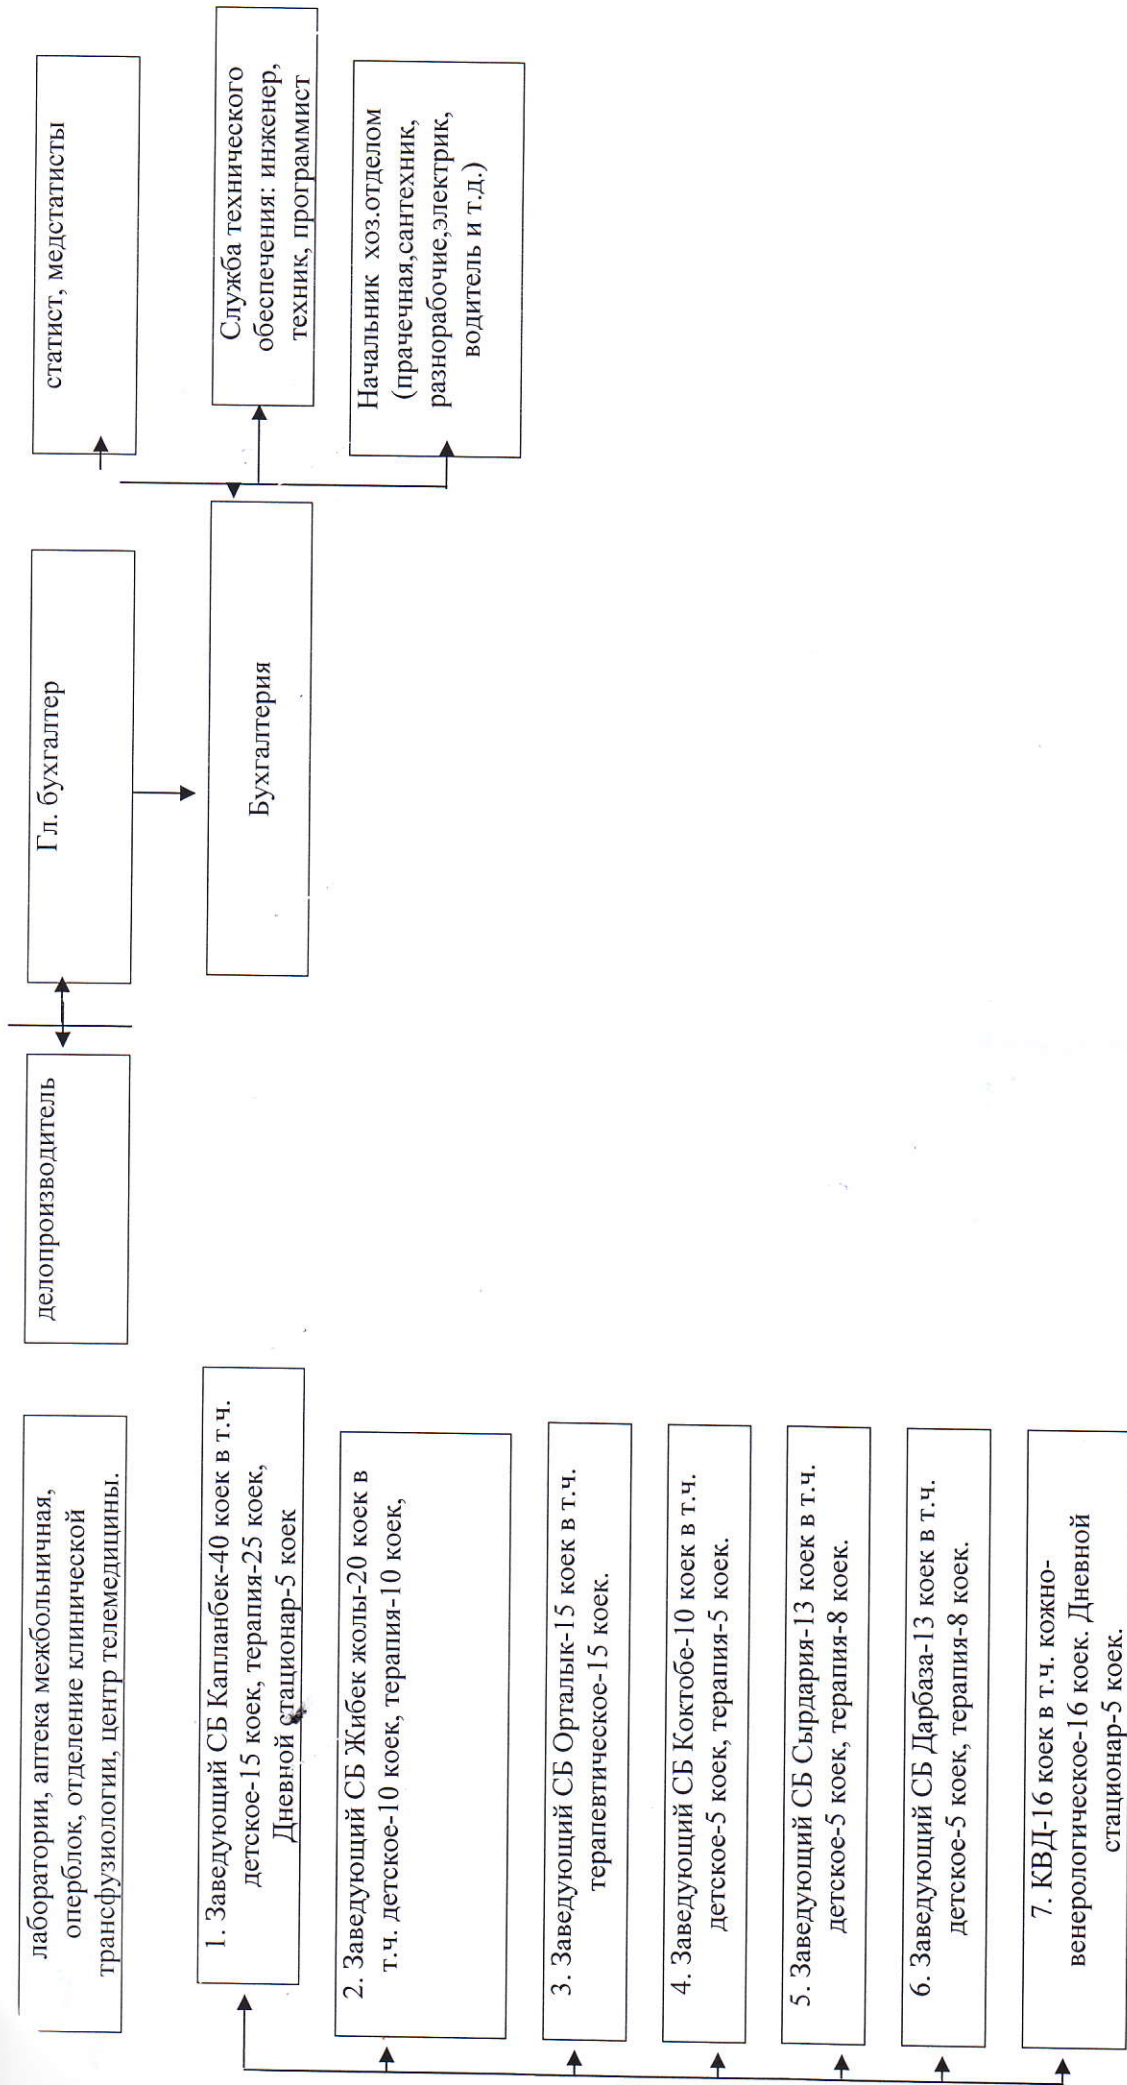 лаборатории, аптека межбольничная,
оперблок, отделение клинической
трансфузиологии, центр телемедицины.
делопроизводитель
Гл. бухгалтер
статист, медстатисты
1. Заведующий СБ Капланбек-40 коек в т.ч.
детское-15 коек, терапия-25 коек,
Дневной стационар-5 коек
Бухгалтерия
Служба технического
обеспечения: инженер,
техник, программист
2. Заведующий СБ Жибек жолы-20 коек в
т.ч. детское-10 коек, терапия-10 коек,
Начальник хоз.отделом
(прачечная,сантехник,
разнорабочие,электрик,
водитель и т.д.)
3. Заведующий СБ Орталык-15 коек в т.ч.
терапевтическое-15 коек.
4. Заведующий СБ Коктобе-10 коек в т.ч.
детское-5 коек, терапия-5 коек.
5. Заведующий СБ Сырдария-13 коек в т.ч.
детское-5 коек, терапия-8 коек.
6. Заведующий СБ Дарбаза-13 коек в т.ч.
детское-5 коек, терапия-8 коек.
7. КВД-16 коек в т.ч. кожно-
венерологическое-16 коек. Дневной
стационар-5 коек.